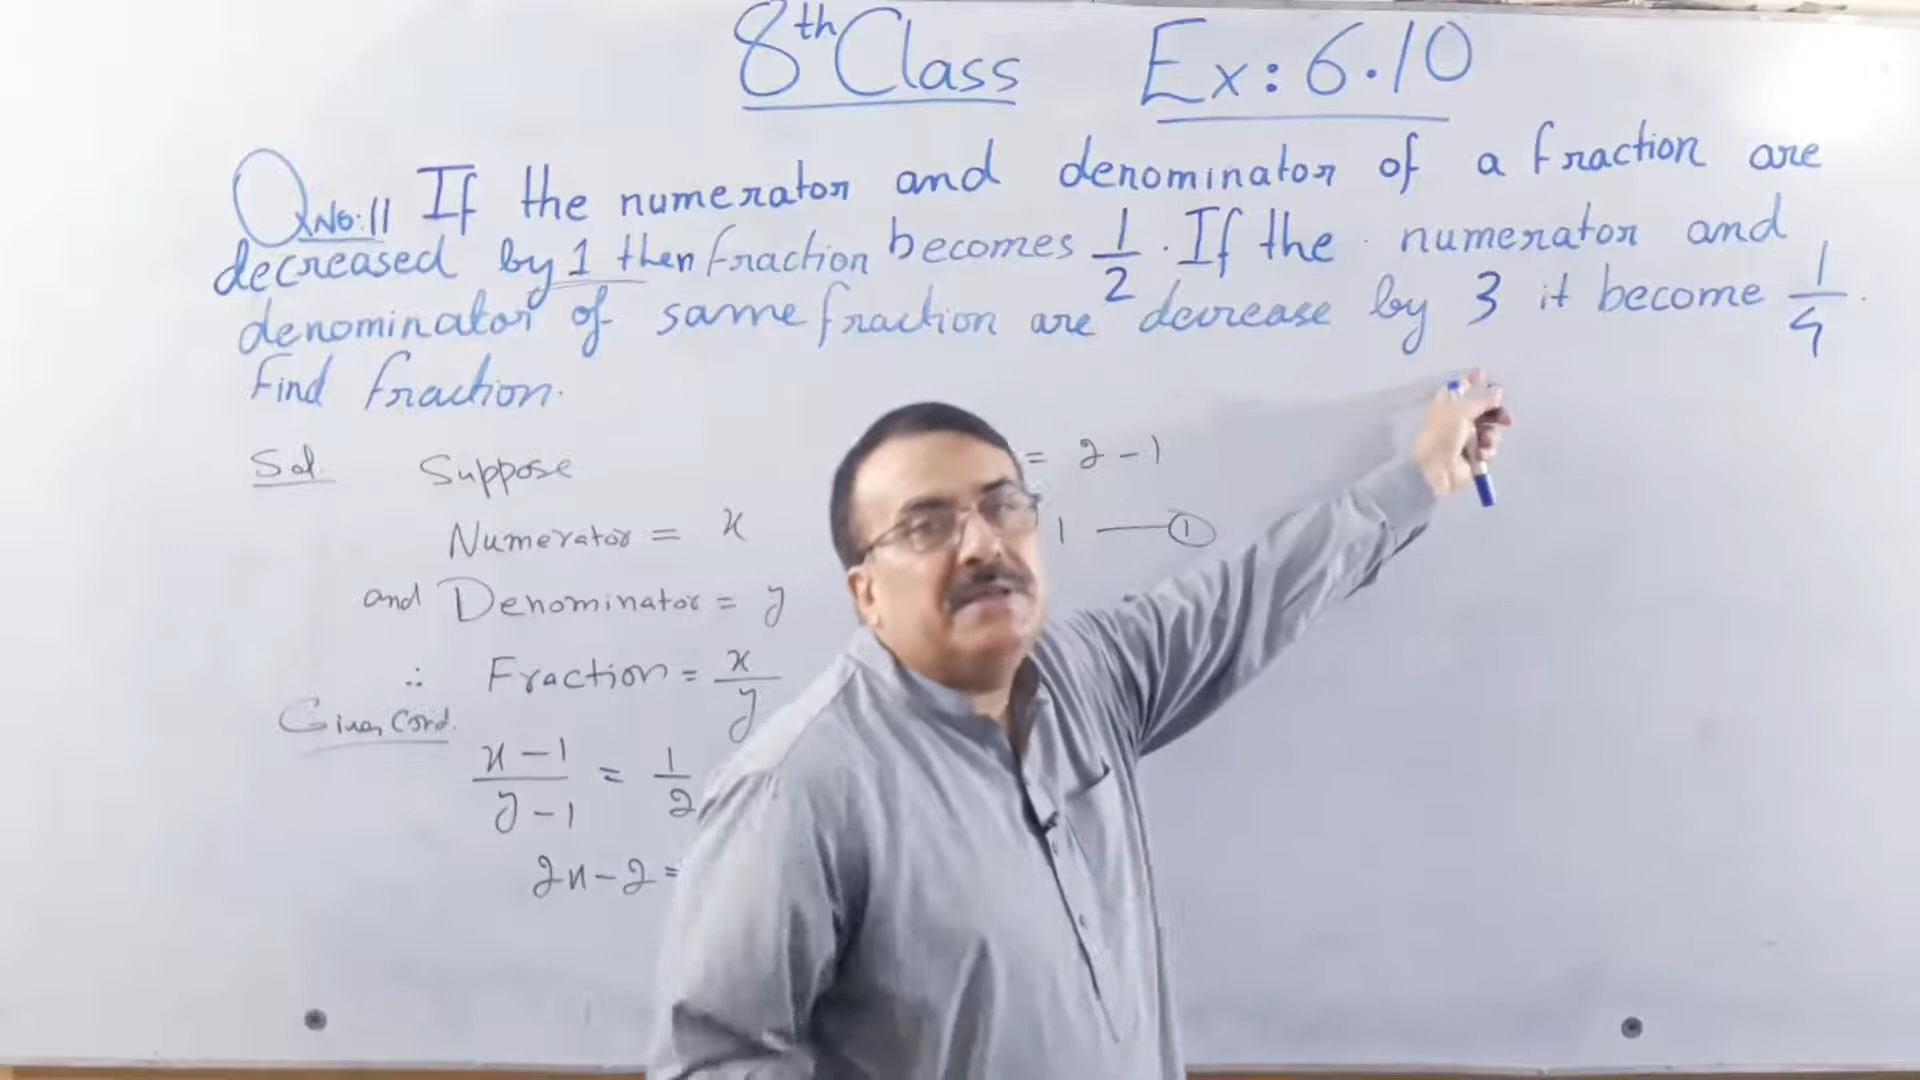 8th Class Ex: 6.10
QNo:11 If the numerator and denominator of a fraction are
decreased by 1 then fraction becomes 1/2. If the numerator and
denominator of same fraction are decrease by 3 it become 1/4.
Find fraction.
Sol. Suppose
Numerator = x
and Denominator = y
∴ Fraction = x/y
Given Cond.
x-1/y-1 = 1/2
2x-2=
= 2-1
1 — ①